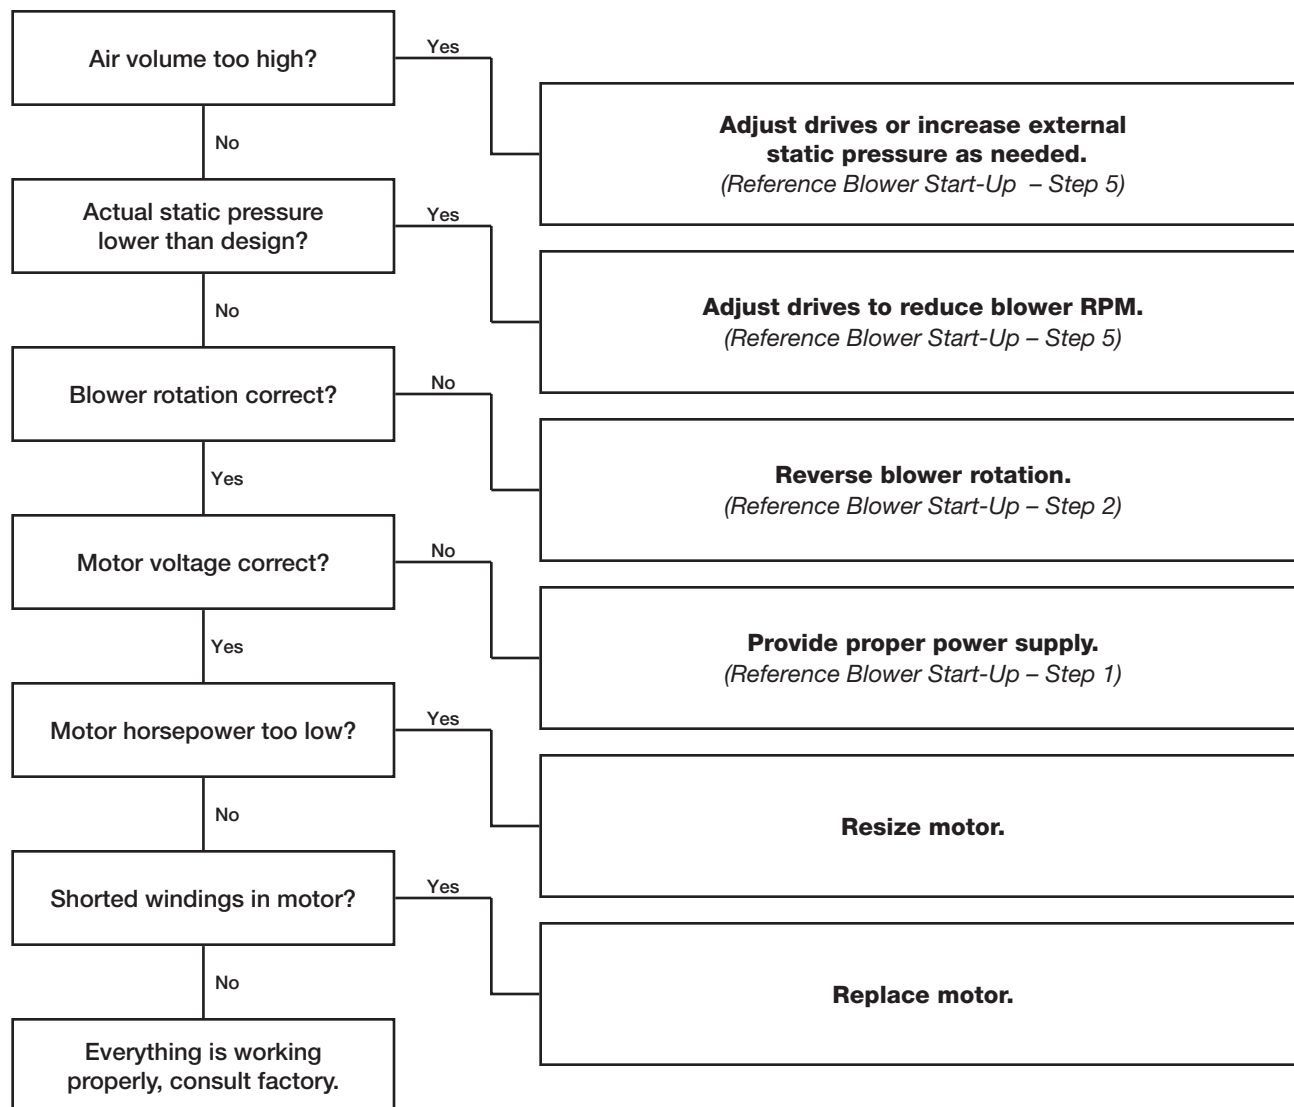 Air volume too high?
Yes
Adjust drives or increase external
static pressure as needed.
(Reference Blower Start-Up – Step 5)
No
Actual static pressure
lower than design?
Yes
Adjust drives to reduce blower RPM.
(Reference Blower Start-Up – Step 5)
No
Blower rotation correct?
No
Reverse blower rotation.
(Reference Blower Start-Up – Step 2)
Yes
Motor voltage correct?
No
Provide proper power supply.
(Reference Blower Start-Up – Step 1)
Yes
Motor horsepower too low?
Yes
Resize motor.
No
Shorted windings in motor?
Yes
Replace motor.
No
Everything is working
properly, consult factory.